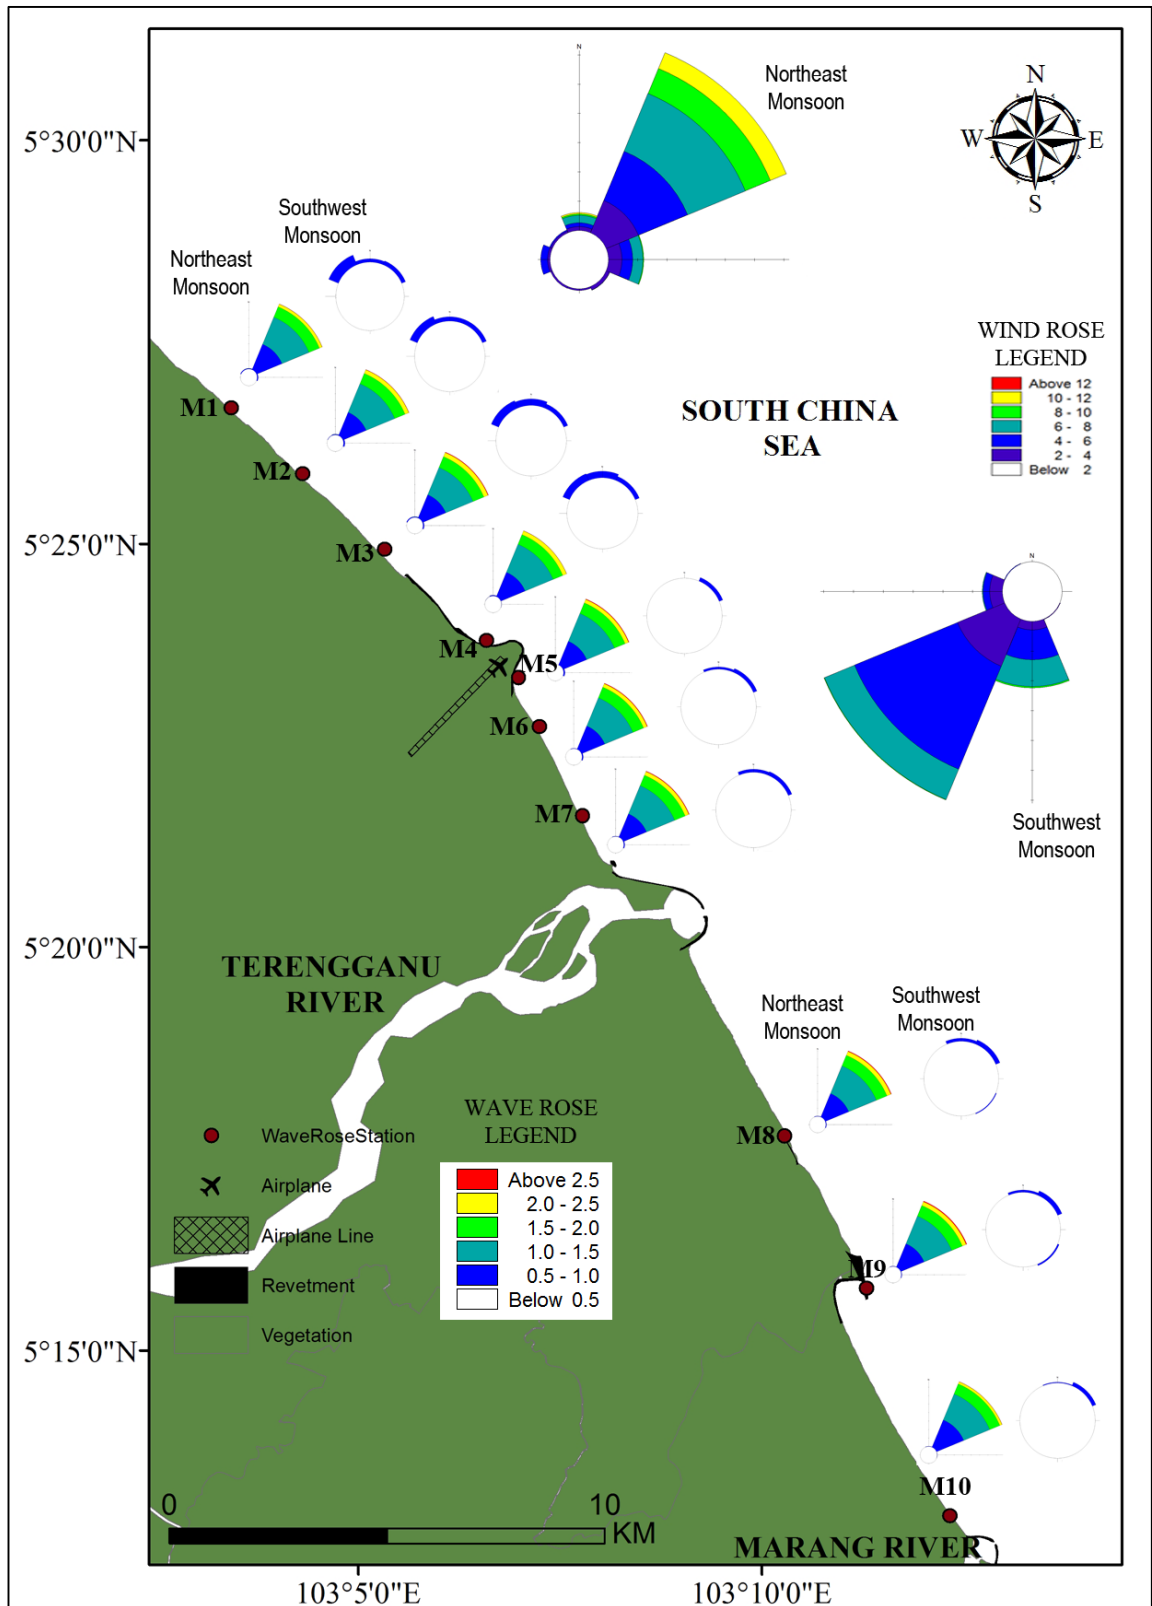 N
Northeast
Monsoon
N
W E
S
5°30'0"N
Southwest
Monsoon
Northeast
Monsoon
WIND ROSE
LEGEND
Above 12
10 - 12
8 - 10
6 - 8
4 - 6
2 - 4
Below 2
SOUTH CHINA
SEA
M1
M2
5°25'0"N
M3
N
M4
M5
M6
M7
Southwest
Monsoon
5°20'0"N
TERENGGANU
RIVER
Northeast
Monsoon
Southwest
Monsoon
M8
WaveRoseStation
Airplane
Airplane Line
Revetment
Vegetation
WAVE ROSE
LEGEND
Above 2.5
2.0 - 2.5
1.5 - 2.0
1.0 - 1.5
0.5 - 1.0
Below 0.5
M9
5°15'0"N
M10
0 10
KM
MARANG RIVER
103°5'0"E 103°10'0"E